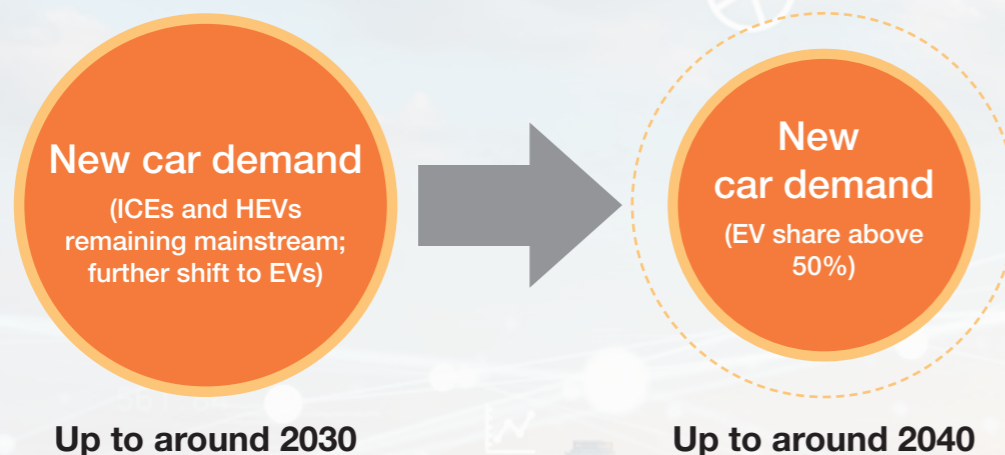 New car demand
(ICEs and HEVs
remaining mainstream;
further shift to EVs)
Up to around 2030
New
car demand
(EV share above
50%)
Up to around 2040